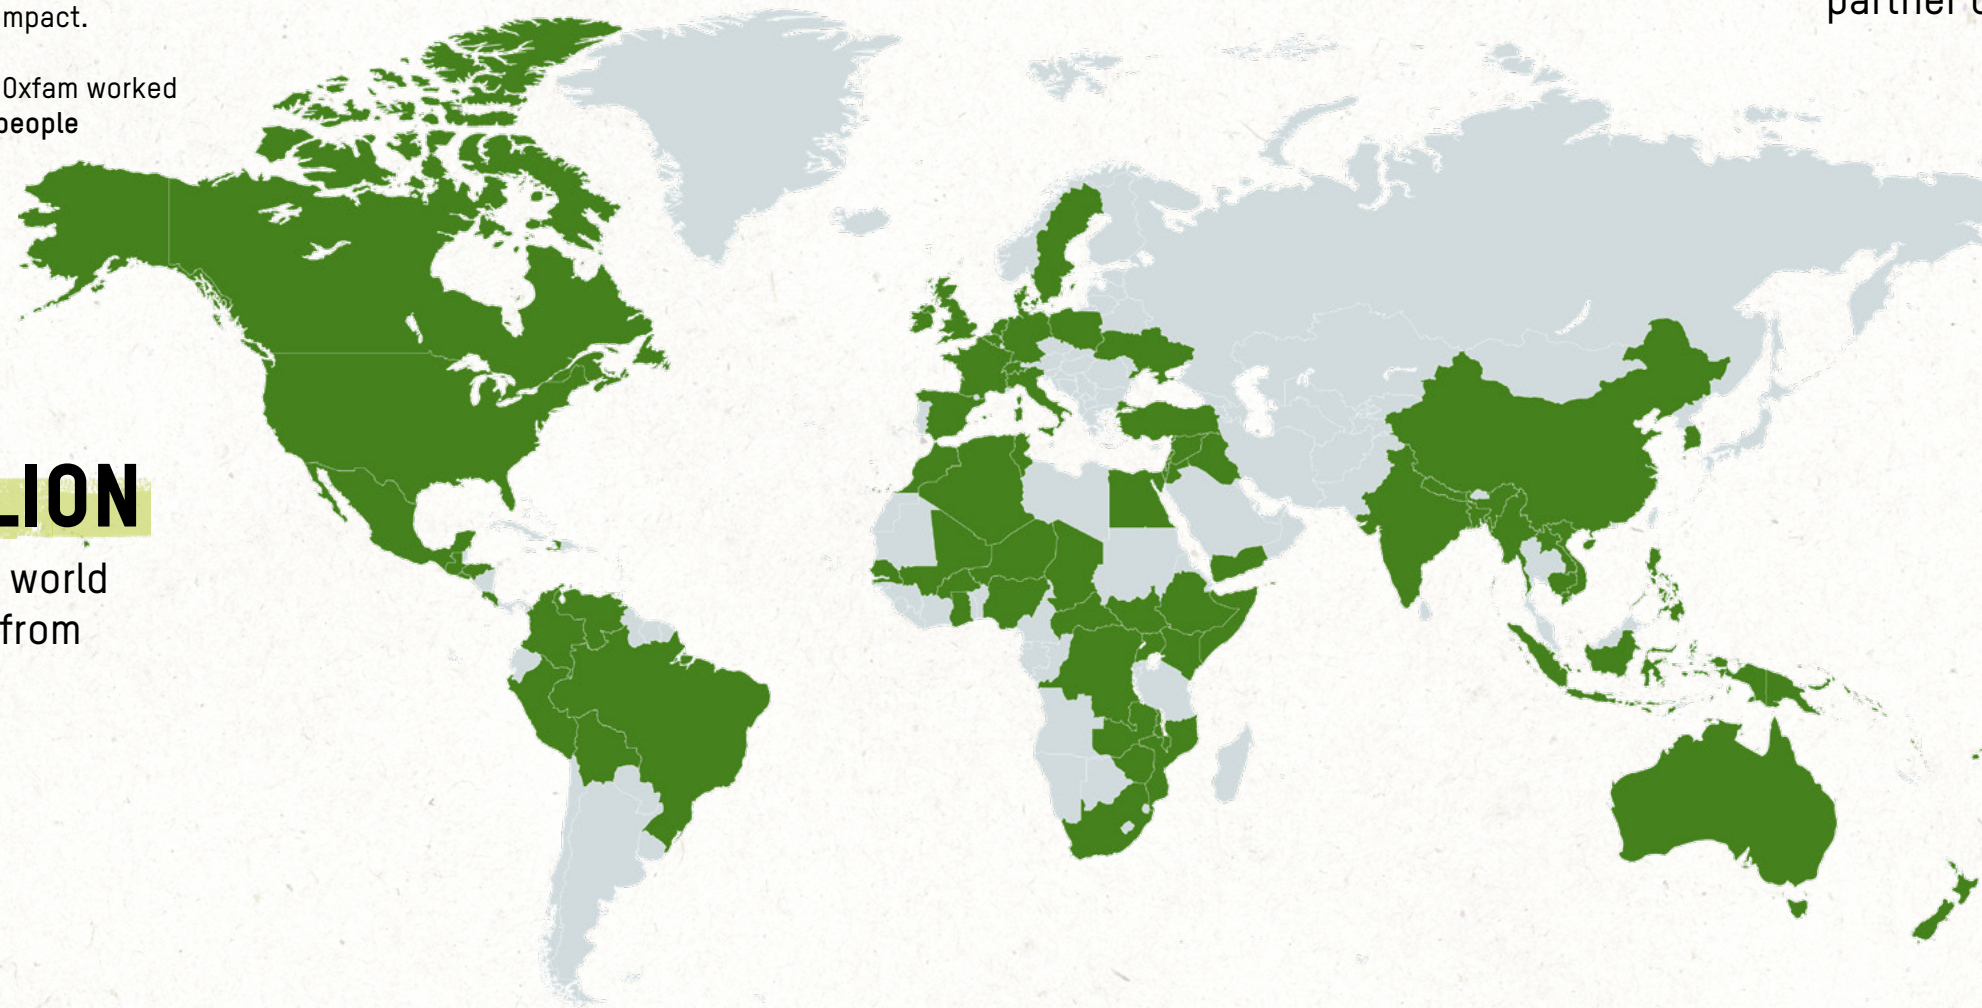 mpact.
Oxfam worked
people
LION
world
from
partner